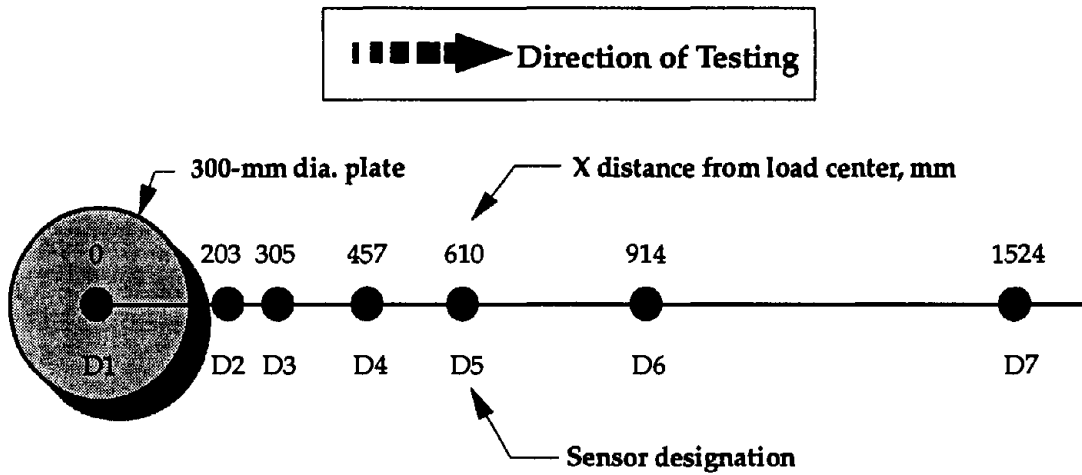 Direction of Testing
300-mm dia. plate
X distance from load center, mm
0 203 305 457 610 914 1524
D1 D2 D3 D4 D5 D6 D7
Sensor designation